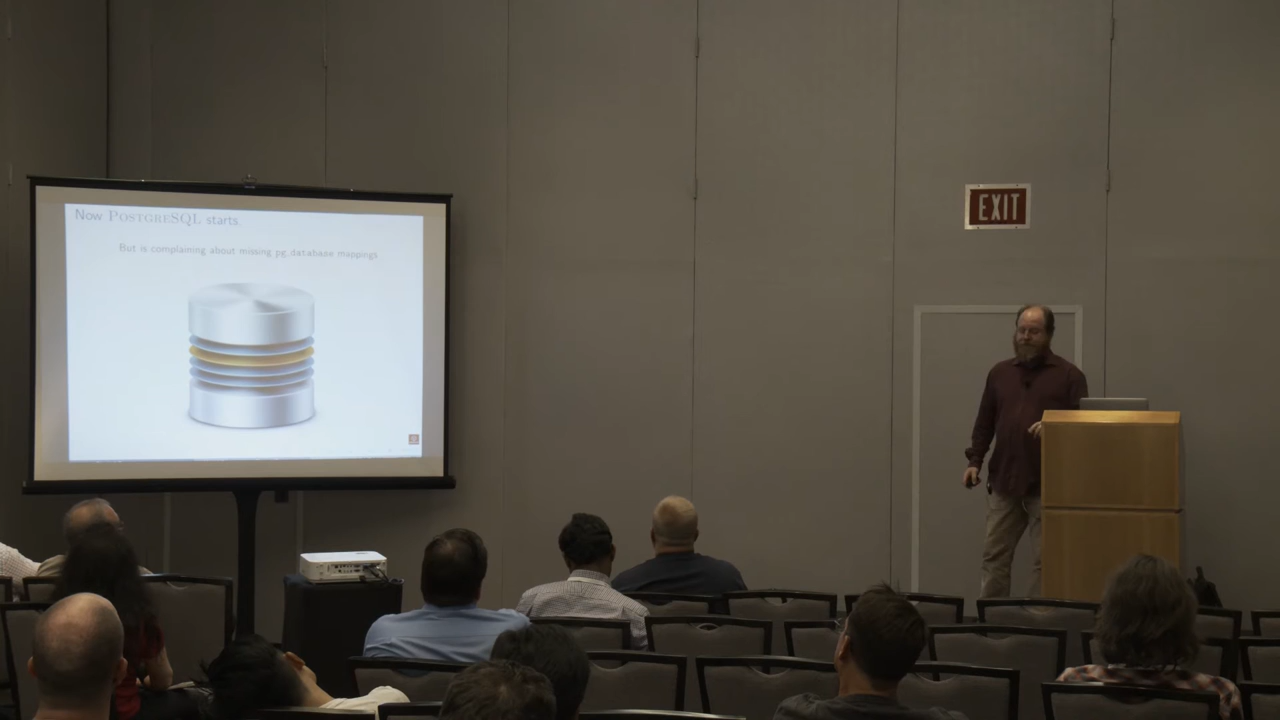 Now PostgreSQL starts.
But is complaining about missing pg_database mappings
EXIT